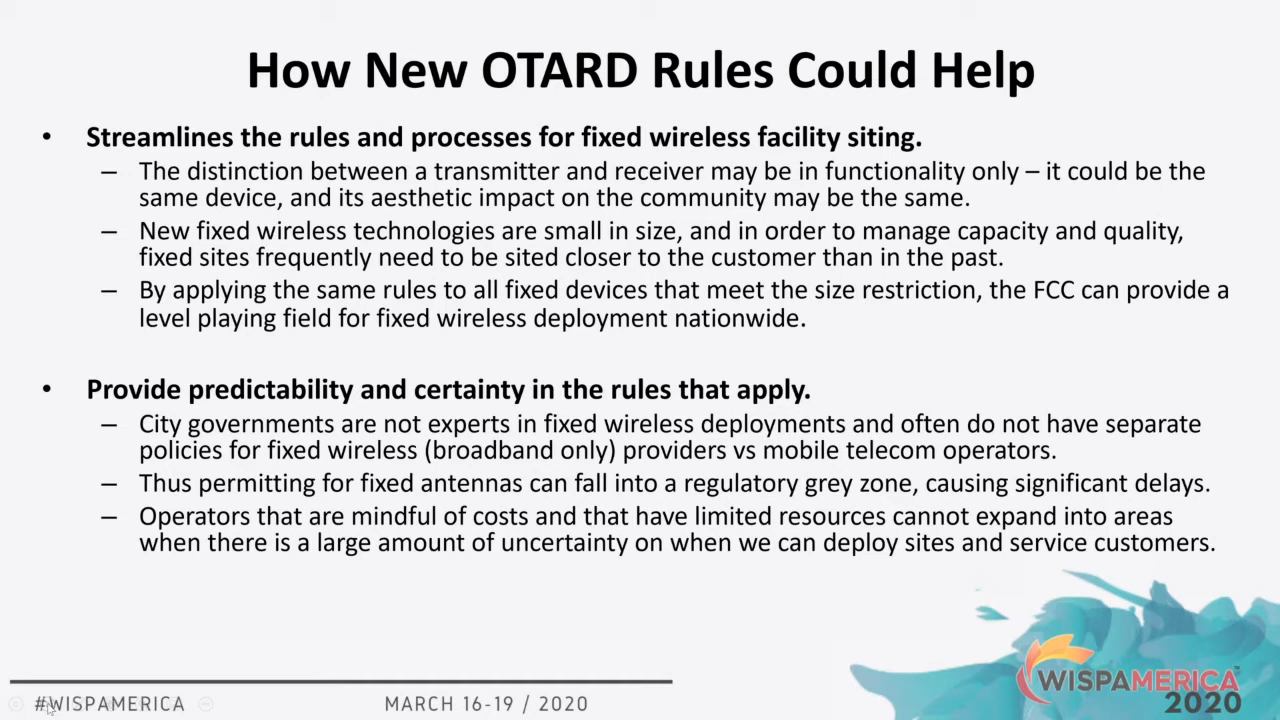 How New OTARD Rules Could Help
• Streamlines the rules and processes for fixed wireless facility siting.
– The distinction between a transmitter and receiver may be in functionality only – it could be the
same device, and its aesthetic impact on the community may be the same.
– New fixed wireless technologies are small in size, and in order to manage capacity and quality,
fixed sites frequently need to be sited closer to the customer than in the past.
– By applying the same rules to all fixed devices that meet the size restriction, the FCC can provide a
level playing field for fixed wireless deployment nationwide.
• Provide predictability and certainty in the rules that apply.
– City governments are not experts in fixed wireless deployments and often do not have separate
policies for fixed wireless (broadband only) providers vs mobile telecom operators.
– Thus permitting for fixed antennas can fall into a regulatory grey zone, causing significant delays.
– Operators that are mindful of costs and that have limited resources cannot expand into areas
when there is a large amount of uncertainty on when we can deploy sites and service customers.
#WISPAMERICA
MARCH 16-19 / 2020
WISPAMERICA™
2020